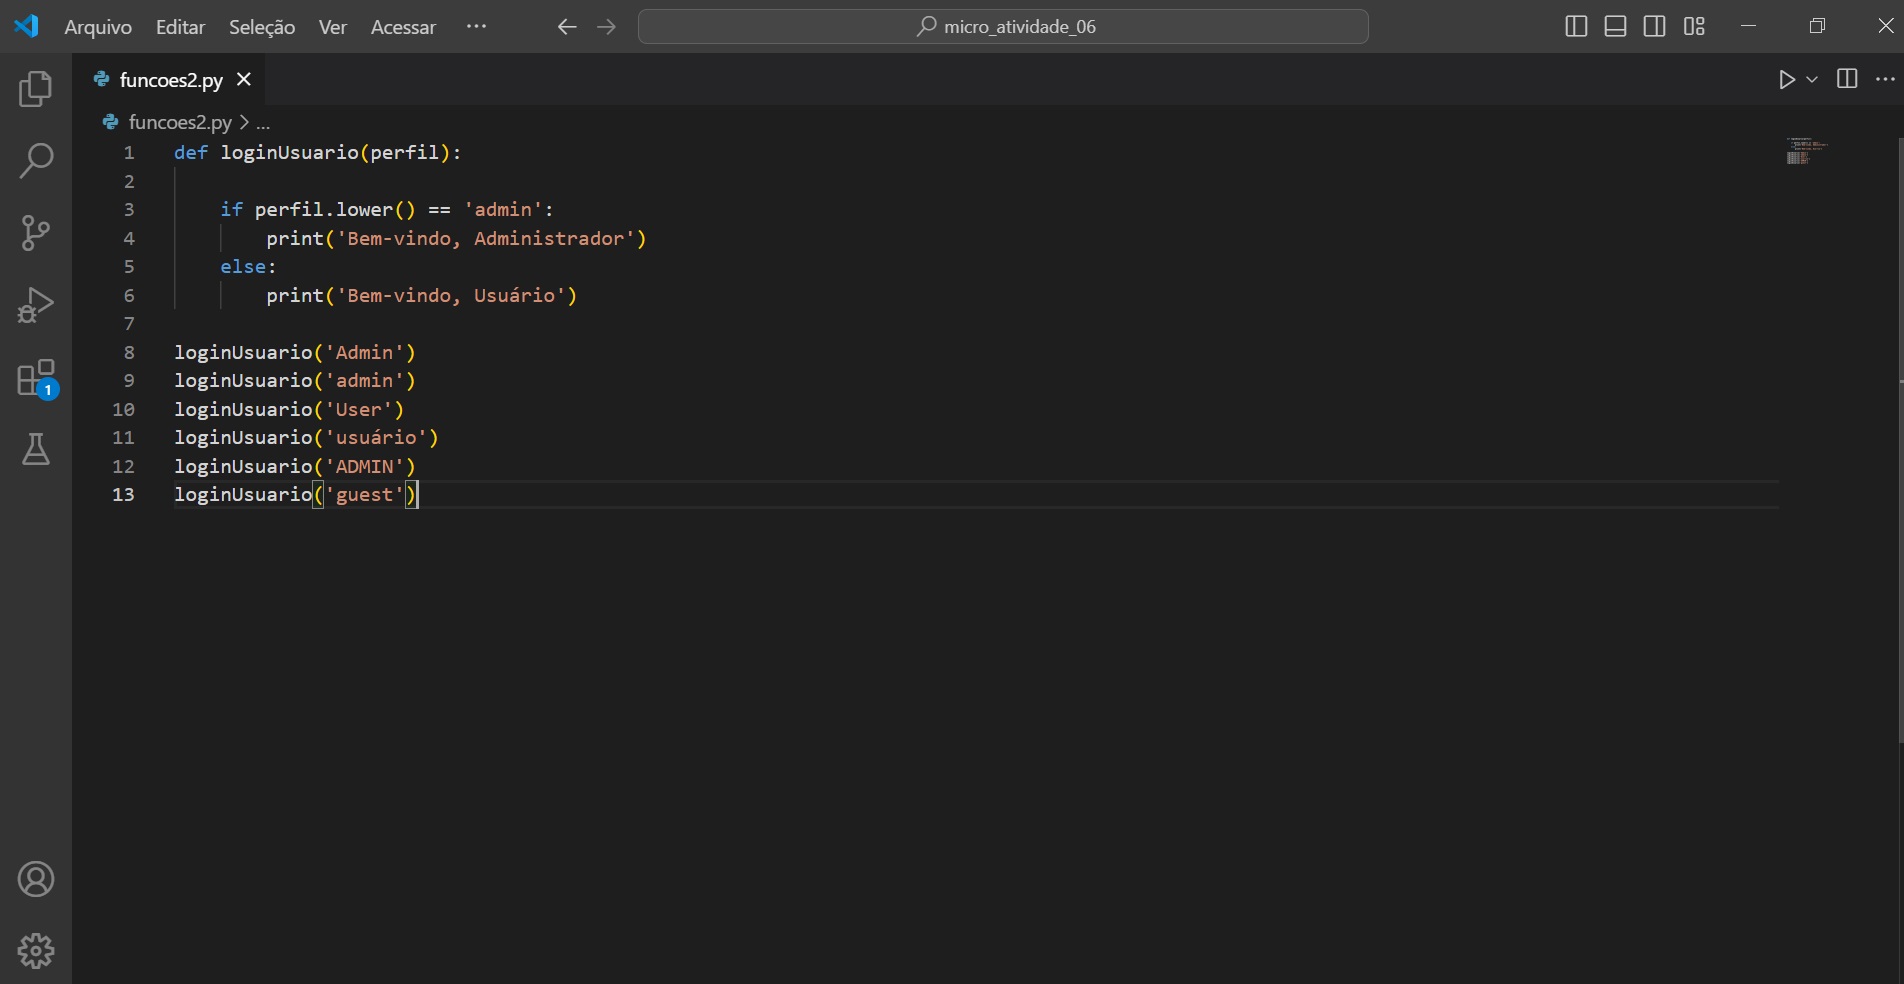 Arquivo Editar Seleção Ver Acessar ··· micro_atividade_06
funcoes2.py
funcoes2.py > ...
1 def loginUsuario(perfil):
2
3     if perfil.lower() == 'admin':
4         print('Bem-vindo, Administrador')
5     else:
6         print('Bem-vindo, Usuário')
7
8 loginUsuario('Admin')
9 loginUsuario('admin')
10 loginUsuario('User')
11 loginUsuario('usuário')
12 loginUsuario('ADMIN')
13 loginUsuario('guest')
1